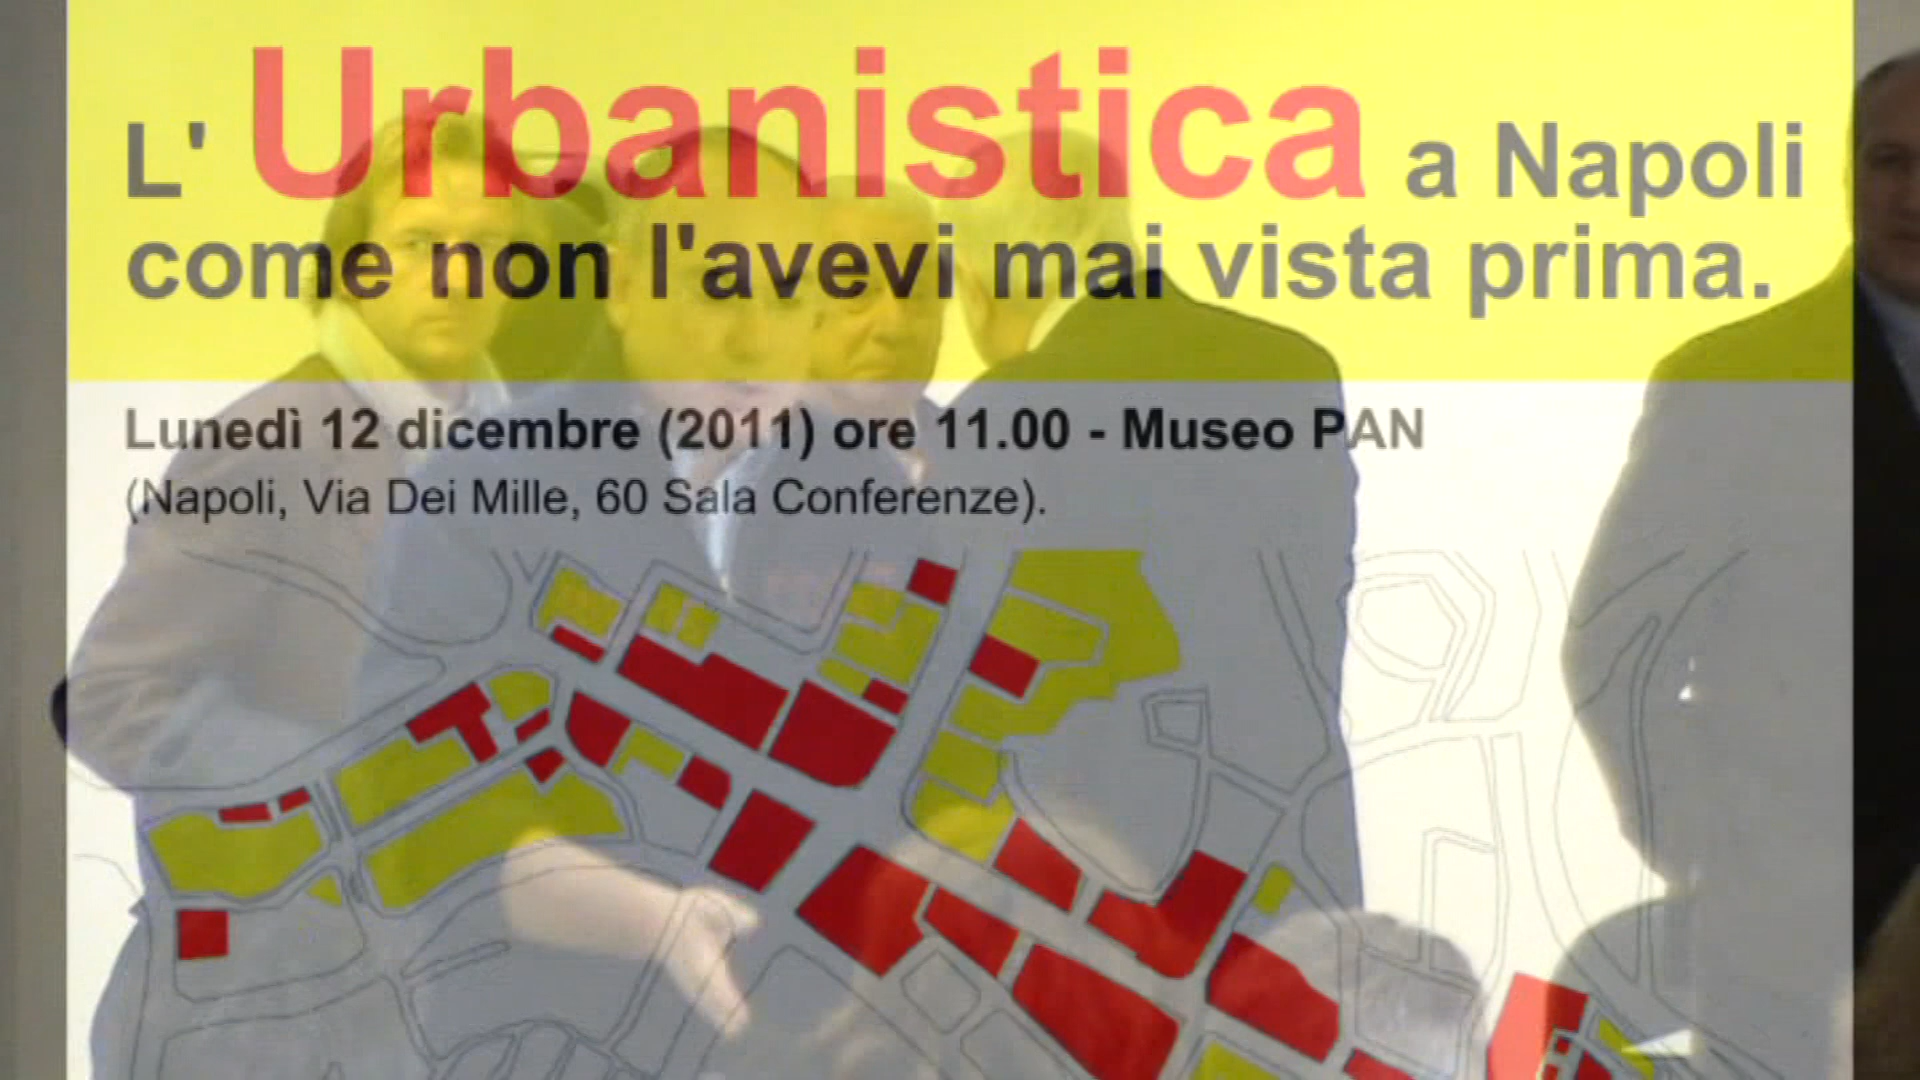 L' Urbanistica a Napoli
come non l'avevi mai vista prima.
Lunedì 12 dicembre (2011) ore 11.00 - Museo PAN
(Napoli, Via Dei Mille, 60 Sala Conferenze).